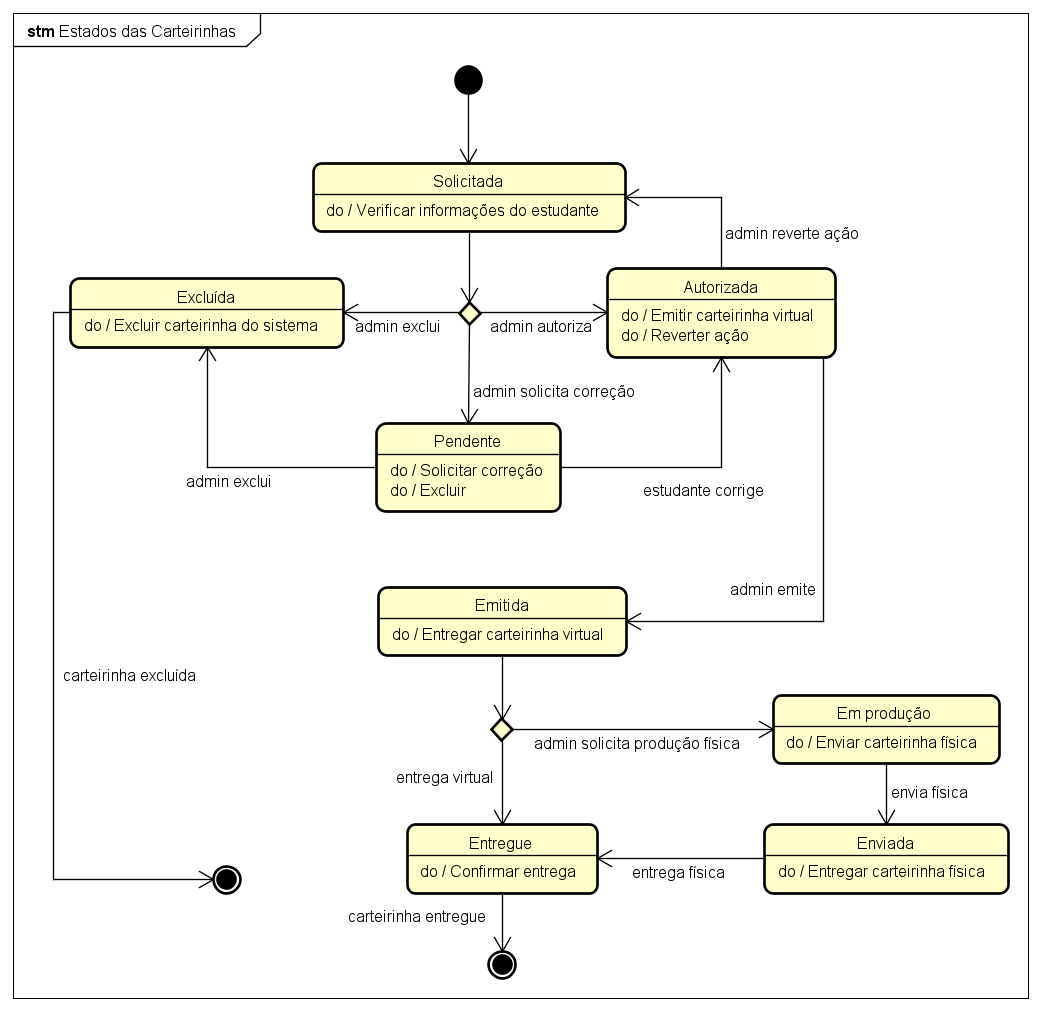 stm Estados das Carteirinhas
Solicitada
do / Verificar informações do estudante
admin reverte ação
Excluída
do / Excluir carteirinha do sistema
admin exclui
admin autoriza
Autorizada
do / Emitir carteirinha virtual
do / Reverter ação
admin solicita correção
Pendente
do / Solicitar correção
do / Excluir
admin exclui
estudante corrige
admin emite
Emitida
do / Entregar carteirinha virtual
carteirinha excluída
admin solicita produção física
Em produção
do / Enviar carteirinha física
entrega virtual
envia física
Entregue
do / Confirmar entrega
entrega física
Enviada
do / Entregar carteirinha física
carteirinha entregue